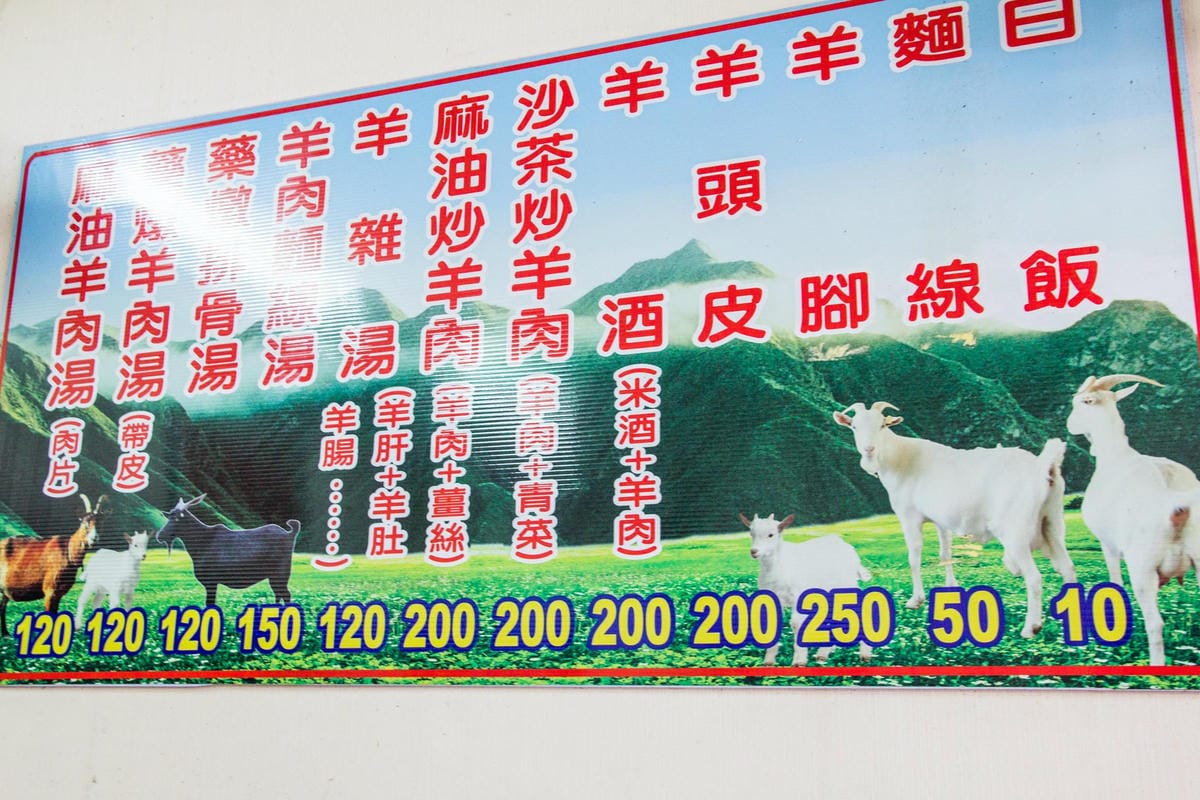 白飯
10
麵線
50
羊腳
250
羊頭皮
200
羊酒(米酒+羊肉)
200
沙茶炒羊肉(羊肉+青菜)
200
麻油炒羊肉(羊肉+薑絲)
200
羊雜湯(羊肝+羊肚
羊腸……)
120
羊肉麵線湯
150
藥燉排骨湯
120
藥燉羊肉湯(帶皮)
120
麻油羊肉湯(肉片)
120